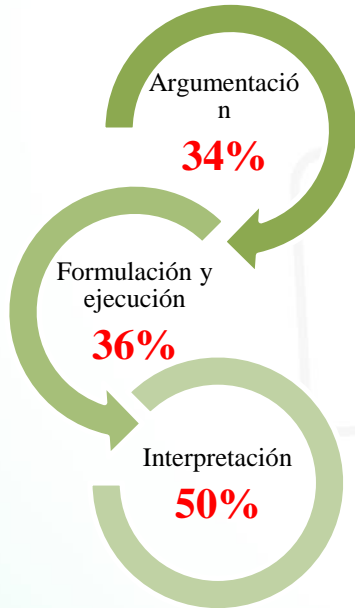 Argumentació
n
34%
Formulación y
ejecución
36%
Interpretación
50%